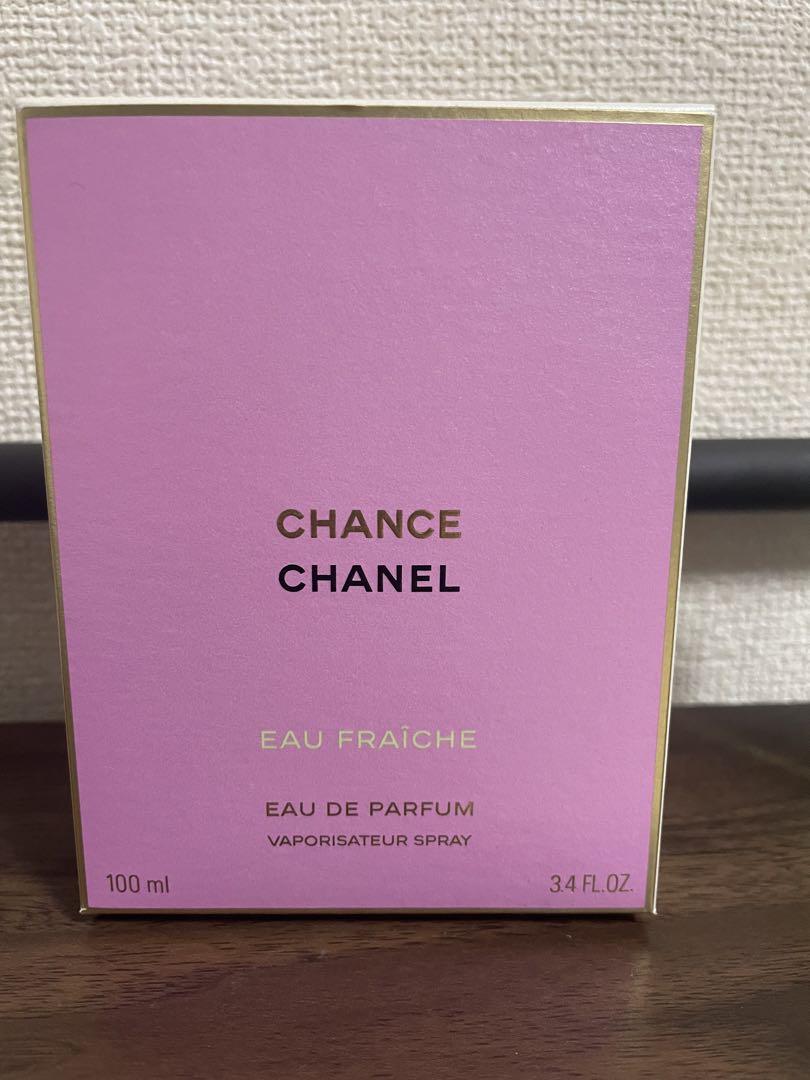 CHANCE
CHANEL
EAU FRAÎCHE
EAU DE PARFUM
VAPORISATEUR SPRAY
100 ml 3.4 FL.OZ.